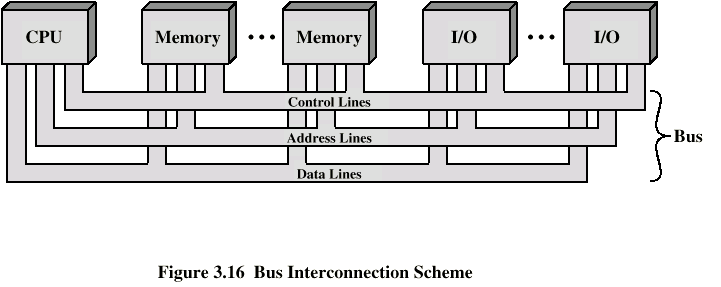 CPU
Memory
• • •
Memory
I/O
• • •
I/O
Control Lines
Address Lines
Data Lines
Bus
Figure 3.16 Bus Interconnection Scheme